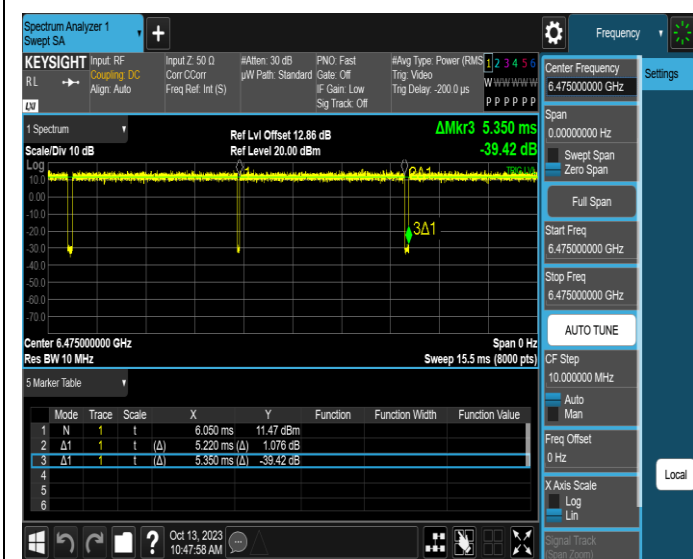 Spectrum Analyzer 1
Swept SA
+
Frequency
KEYSIGHT
RL
LXI
Input: RF
Coupling: DC
Align: Auto
Input Z: 50 Ω
Corr CCorr
Freq Ref: Int (S)
#Atten: 30 dB
µW Path: Standard
PNO: Fast
Gate: Off
IF Gain: Low
Sig Track: Off
#Avg Type: Power (RMS
Trig: Video
Trig Delay: -200.0 µs
1 2 3 4 5 6
W W W W W W
P P P P P P
1 Spectrum
Scale/Div 10 dB
Ref Lvl Offset 12.86 dB
Ref Level 20.00 dBm
ΔMkr3 5.350 ms
-39.42 dB
Log
10.0
0.00
-10.0
-20.0
-30.0
-40.0
-50.0
-60.0
-70.0
1
2Δ1
3Δ1
Center 6.475000000 GHz
Res BW 10 MHz
Span 0 Hz
Sweep 15.5 ms (8000 pts)
5 Marker Table
Mode Trace Scale X Y Function Function Width Function Value
1 N 1 t 6.050 ms 11.47 dBm
2 Δ1 1 t (Δ) 5.220 ms (Δ) 1.076 dB
3 Δ1 1 t (Δ) 5.350 ms (Δ) -39.42 dB
4
5
6
Oct 13, 2023
10:47:58 AM
Center Frequency
6.475000000 GHz
Span
0.00000000 Hz
Swept Span
Zero Span
Full Span
Start Freq
6.475000000 GHz
Stop Freq
6.475000000 GHz
AUTO TUNE
CF Step
10.000000 MHz
Auto
Man
Freq Offset
0 Hz
X Axis Scale
Log
Lin
Signal Track
(Span Zoom)
Settings
Local